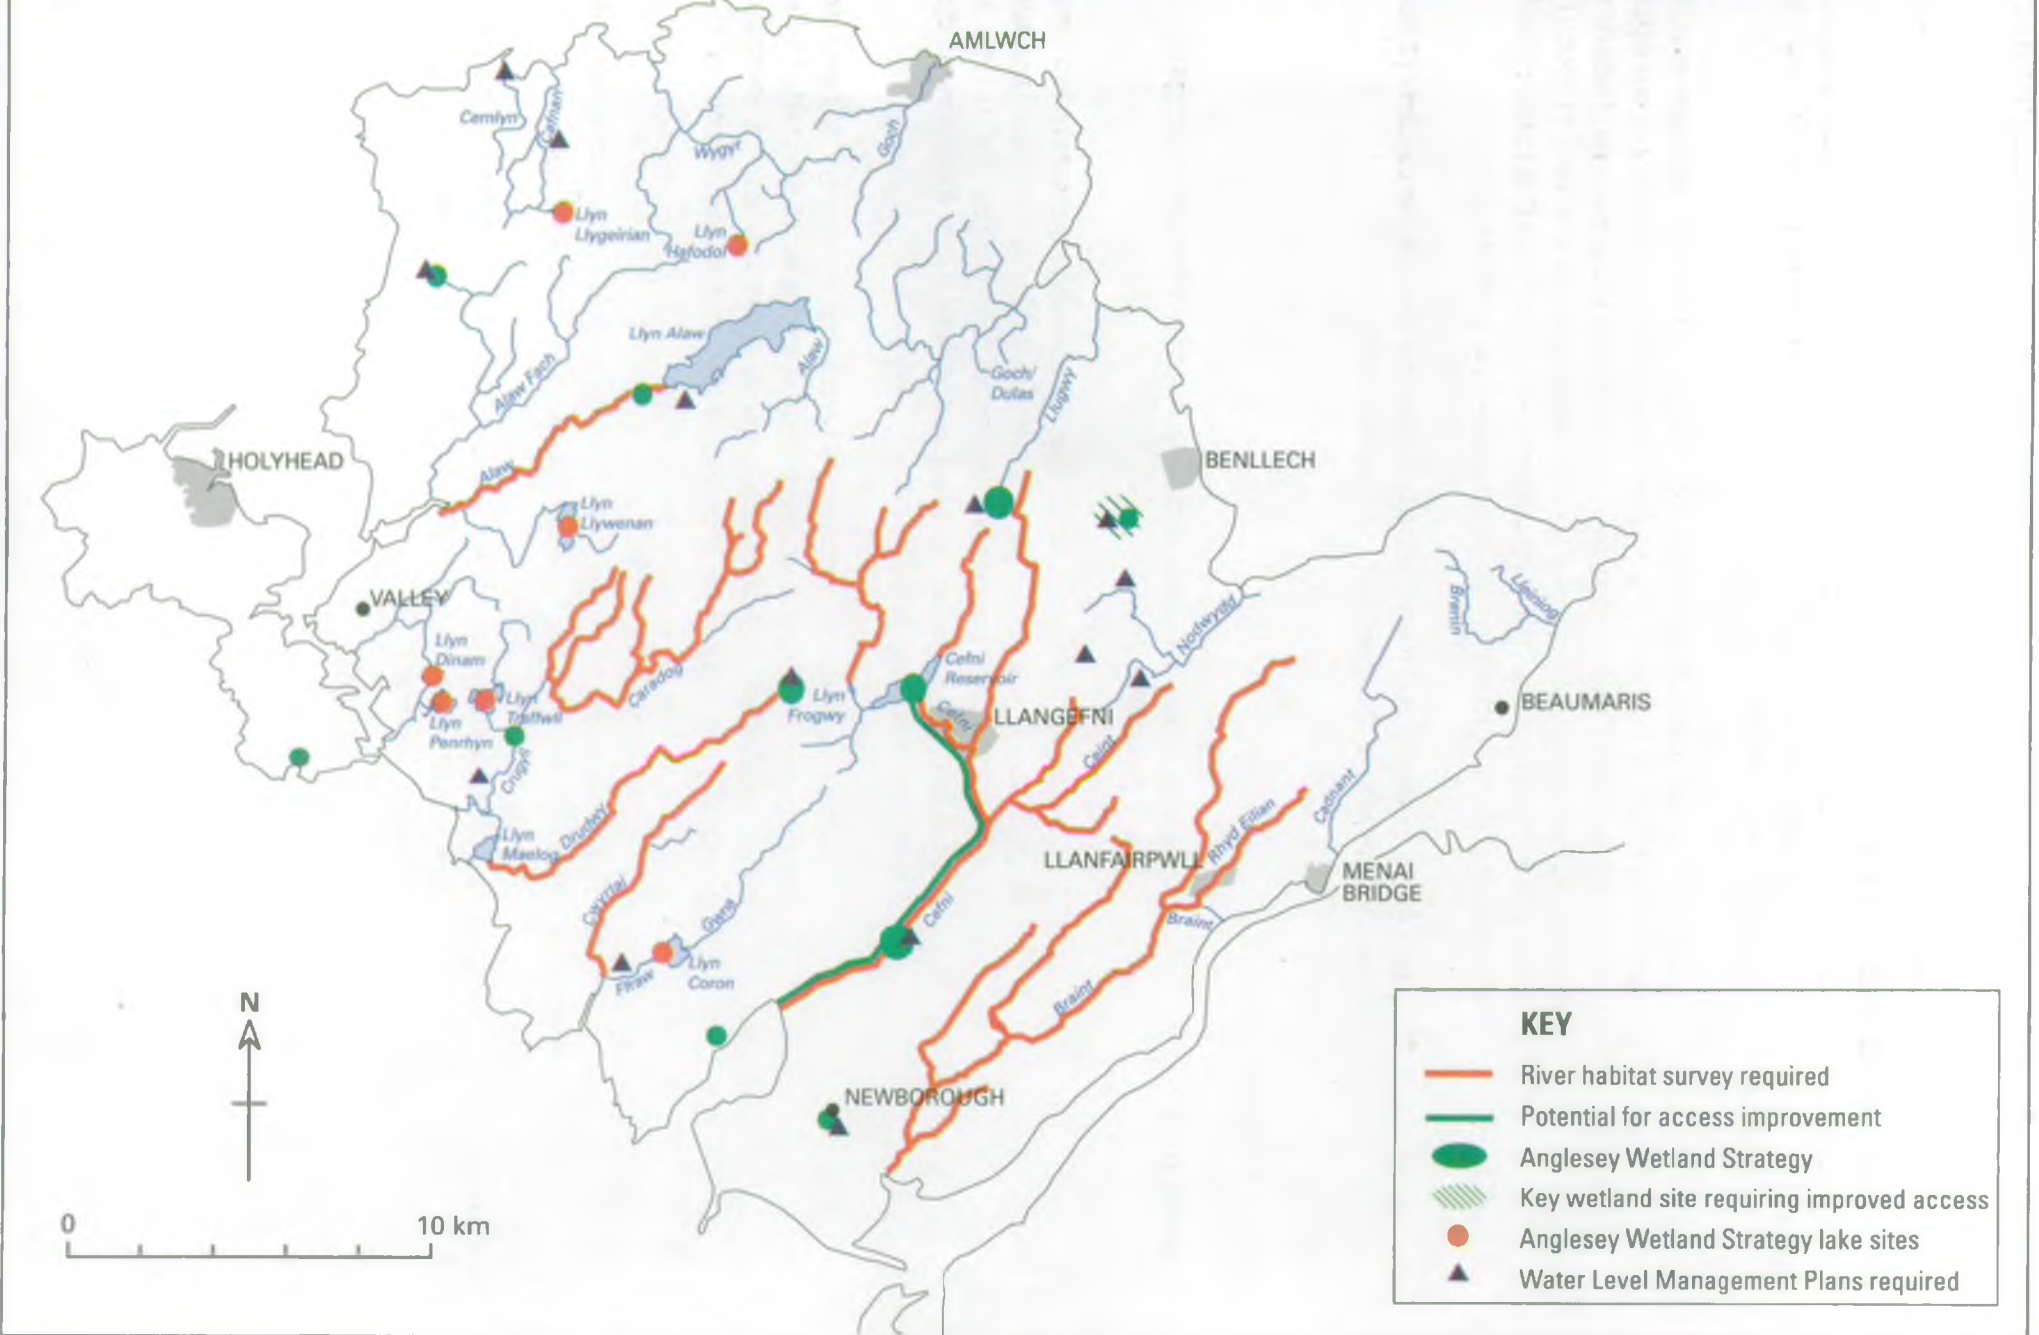 AMLWCH
Cemlyn
Cafnan
Wygyr
Goch
Llyn
Llygeirian
Llyn
Hafodol
Llyn Alaw
Alaw
Alaw Fach
Goch/
Dulas
Llugwy
HOLYHEAD
BENLLECH
Alaw
Llyn
Llywenan
VALLEY
Llyn
Dinam
Nodwydd
Bremin
Lleiniog
Caradog
Cefni
Reservoir
Llyn
Frogwy
Llyn
Traffwll
Llyn
Penrhyn
Cefni
LLANGEFNI
BEAUMARIS
Crugyll
Ceint
Cadnant
Drudwy
Llyn
Maelog
Rhyd Eilian
LLANFAIRPWLL
MENAI
BRIDGE
Gwna
Cefni
Braint
Llyn
Coron
Ffraw
Braint
N
NEWBOROUGH
0
10 km
KEY
River habitat survey required
Potential for access improvement
Anglesey Wetland Strategy
Key wetland site requiring improved access
Anglesey Wetland Strategy lake sites
Water Level Management Plans required